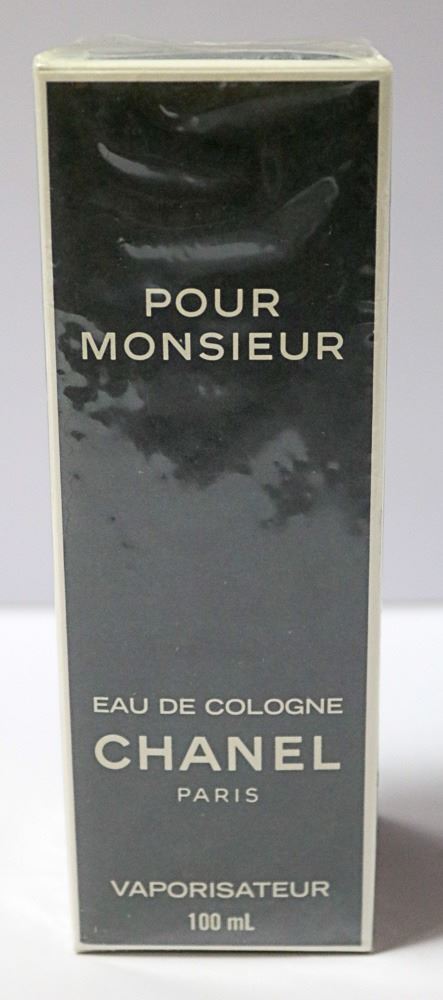 POUR
MONSIEUR
EAU DE COLOGNE
CHANEL
PARIS
VAPORISATEUR
100 mL